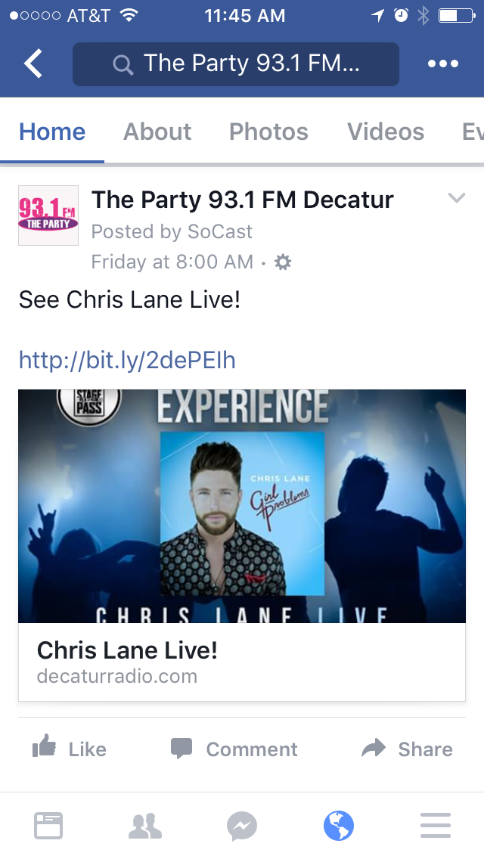 AT&T
11:45 AM
The Party 93.1 FM...
Home About Photos Videos Ev
93.1 FM
THE PARTY
The Party 93.1 FM Decatur
Posted by SoCast
Friday at 8:00 AM ·
See Chris Lane Live!
http://bit.ly/2dePElh
STAGE
PASS
EXPERIENCE
CHRIS LANE
Girl
Problems
CHRIS LANE LIVE
Chris Lane Live!
decaturradio.com
Like Comment Share